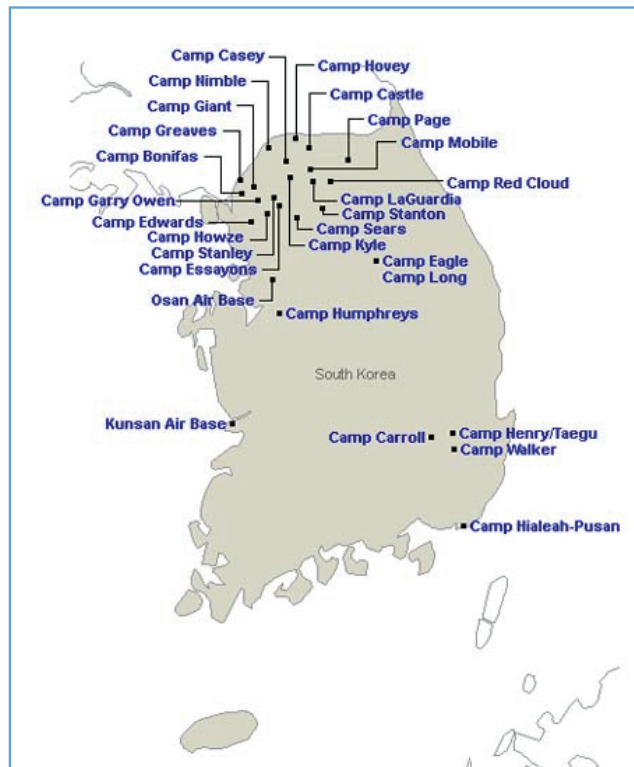 Camp Casey
Camp Hovey
Camp Nimble
Camp Castle
Camp Giant
Camp Page
Camp Greaves
Camp Mobile
Camp Bonifas
Camp Red Cloud
Camp LaGuardia
Camp Garry Owen
Camp Stanton
Camp Edwards
Camp Sears
Camp Howze
Camp Kyle
Camp Stanley
Camp Eagle
Camp Essayons
Camp Long
Osan Air Base
Camp Humphreys
South Korea
Kunsan Air Base
Camp Henry/Taegu
Camp Carroll
Camp Walker
Camp Hialeah-Pusan